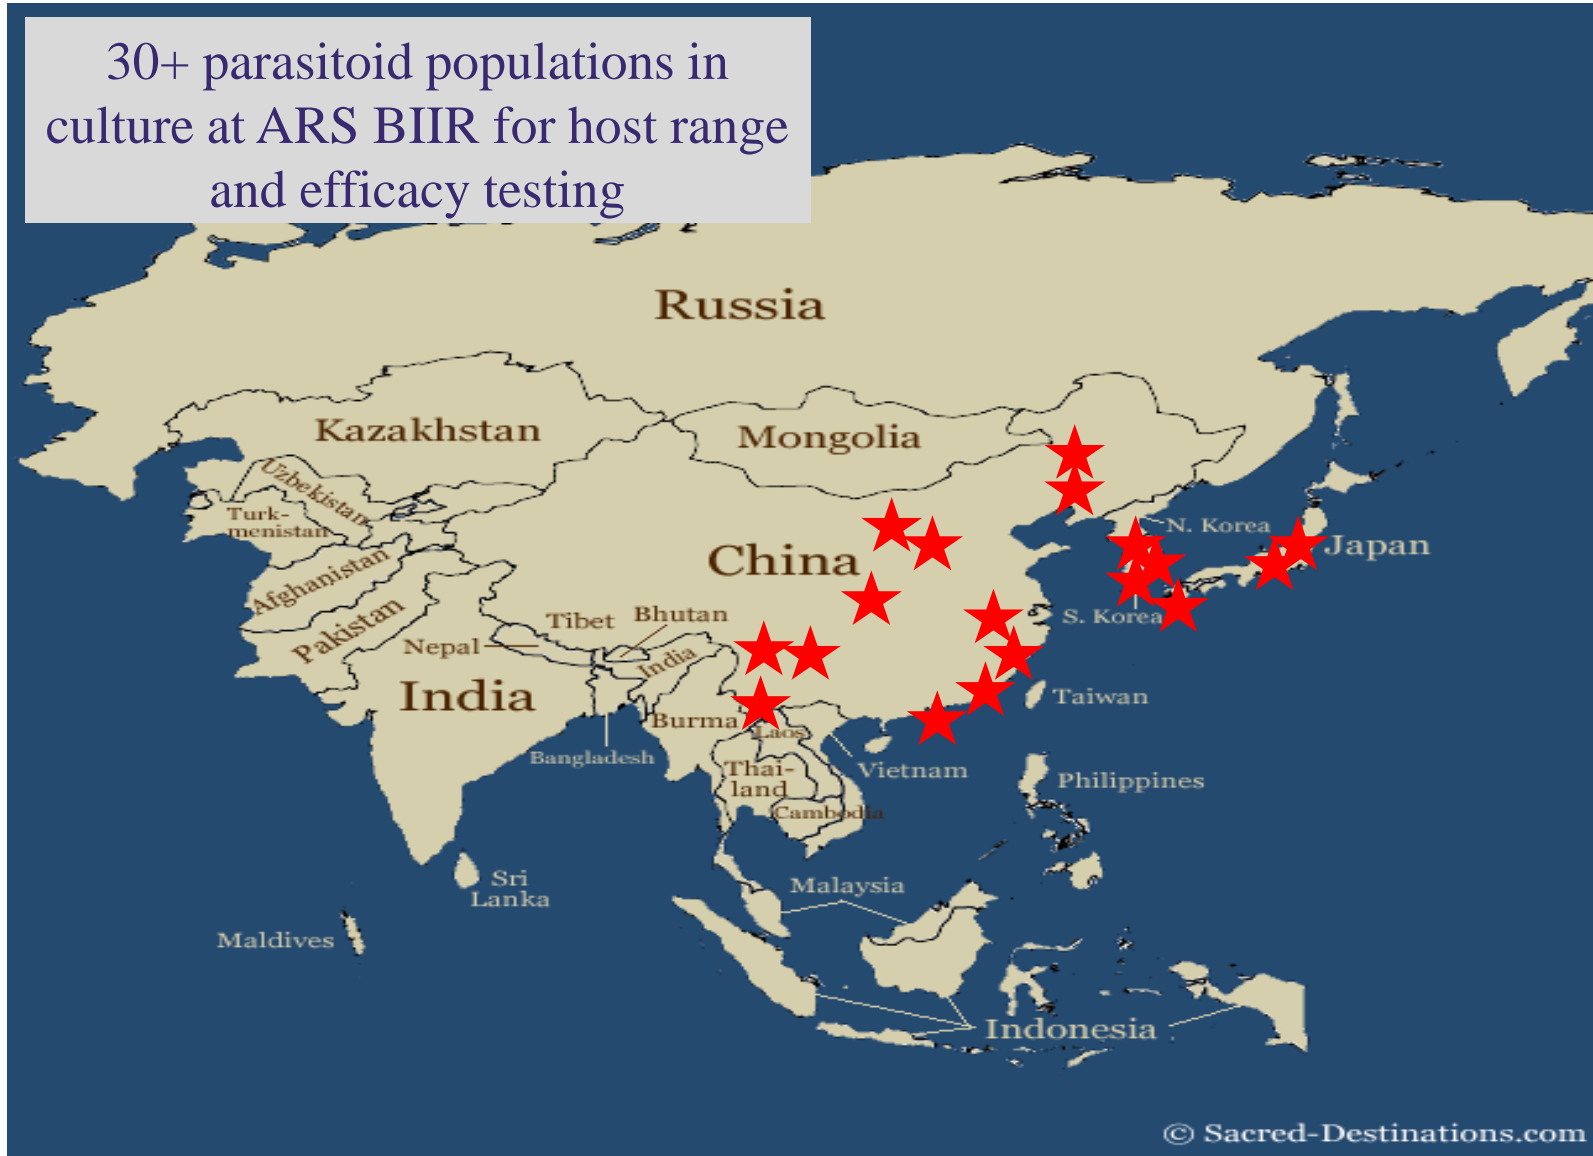 30+ parasitoid populations in
culture at ARS BIIR for host range
and efficacy testing
Russia
Kazakhstan
Mongolia
Uzbekistan
Turk-
menistan
N. Korea
Japan
China
Afghanistan
Pakistan
Tibet
Bhutan
S. Korea
Nepal
India
India
Taiwan
Burma
Laos
Bangladesh
Vietnam
Thai-
land
Philippines
Cambodia
Sri
Lanka
Malaysia
Maldives
Indonesia
© Sacred-Destinations.com